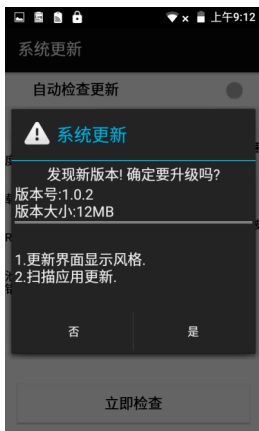 上午9:12
系统更新
自动检查更新
系统更新
发现新版本! 确定要升级吗?
版本号:1.0.2
版本大小:12MB
1.更新界面显示风格.
2.扫描应用更新.
否
是
立即检查